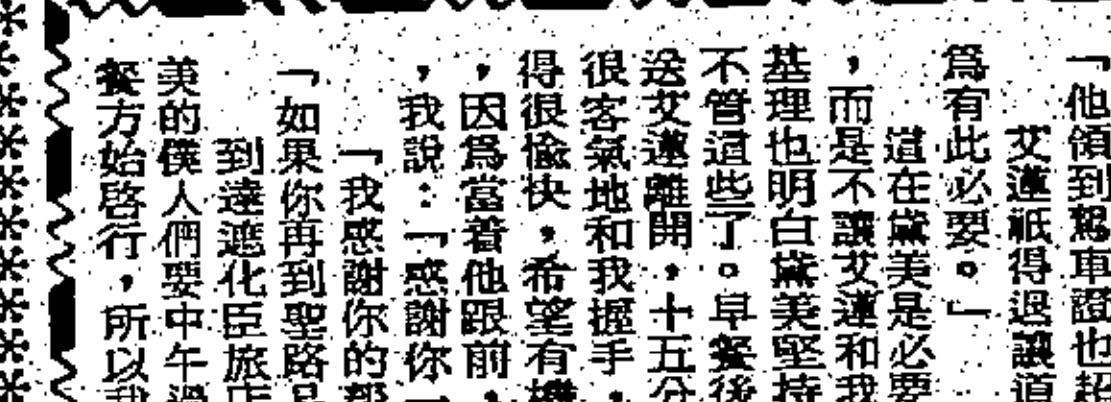 「他領到駕車證也
艾蓮祇得退讓道
爲有此必要。」
這在黛美是必要
，而是不讓艾蓮和我
基理也明白黛美堅持
不管這些了。早餐後
送艾蓮離開，十五分
很客氣地和我握手，
得很愉快，希望有機
，因爲當着他跟前，
，我說：「感謝你
「我感謝你的
「如果你再到聖路
到達遮化臣旅店
美的僕人們要中午過
餐方始啓行，所以我